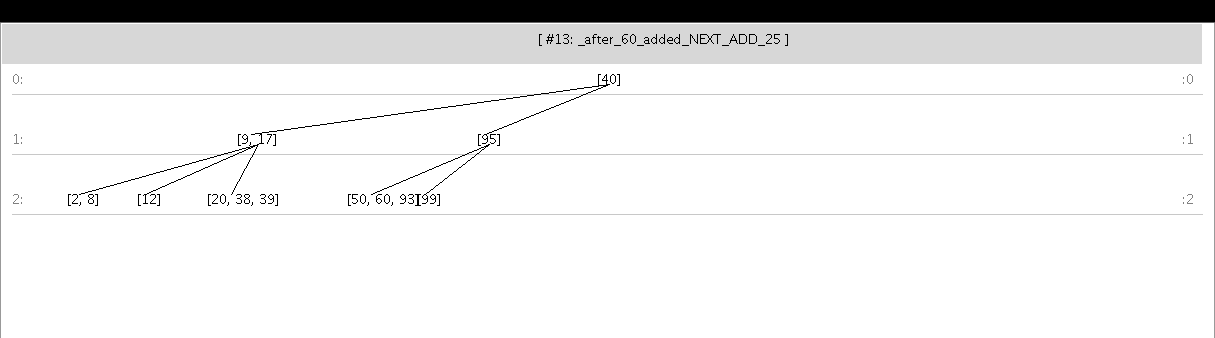 [ #13: _after_60_added_NEXT_ADD_25 ]
0: [40] :0
1: [9, 17] [95] :1
2: [2, 8] [12] [20, 38, 39] [50, 60, 93] [99] :2